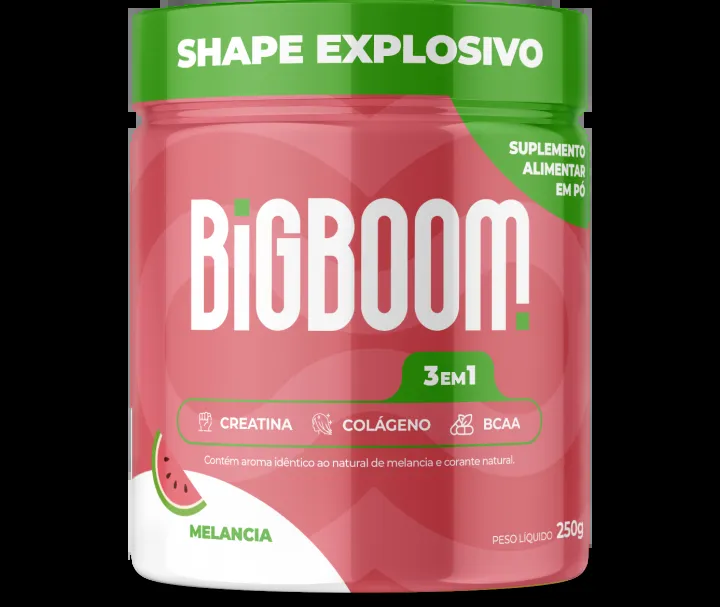 SHAPE EXPLOSIVO
SUPLEMENTO
ALIMENTAR
EM PÓ
BiGBOOM!
3EM1
CREATINA COLÁGENO BCAA
Contém aroma idêntico ao natural de melancia e corante natural.
MELANCIA
PESO LÍQUIDO 250g